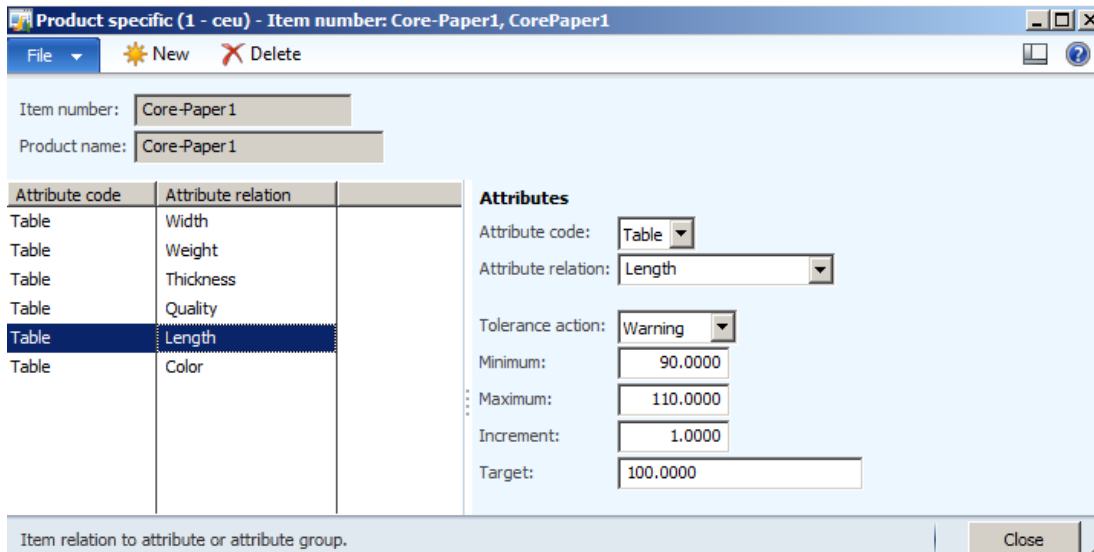 Product specific (1 - ceu) - Item number: Core-Paper1, CorePaper1
File New Delete
Item number: Core-Paper1
Product name: Core-Paper1
Attribute code Attribute relation
Table Width
Table Weight
Table Thickness
Table Quality
Table Length
Table Color
Attributes
Attribute code: Table
Attribute relation: Length
Tolerance action: Warning
Minimum: 90.0000
Maximum: 110.0000
Increment: 1.0000
Target: 100.0000
Item relation to attribute or attribute group.
Close